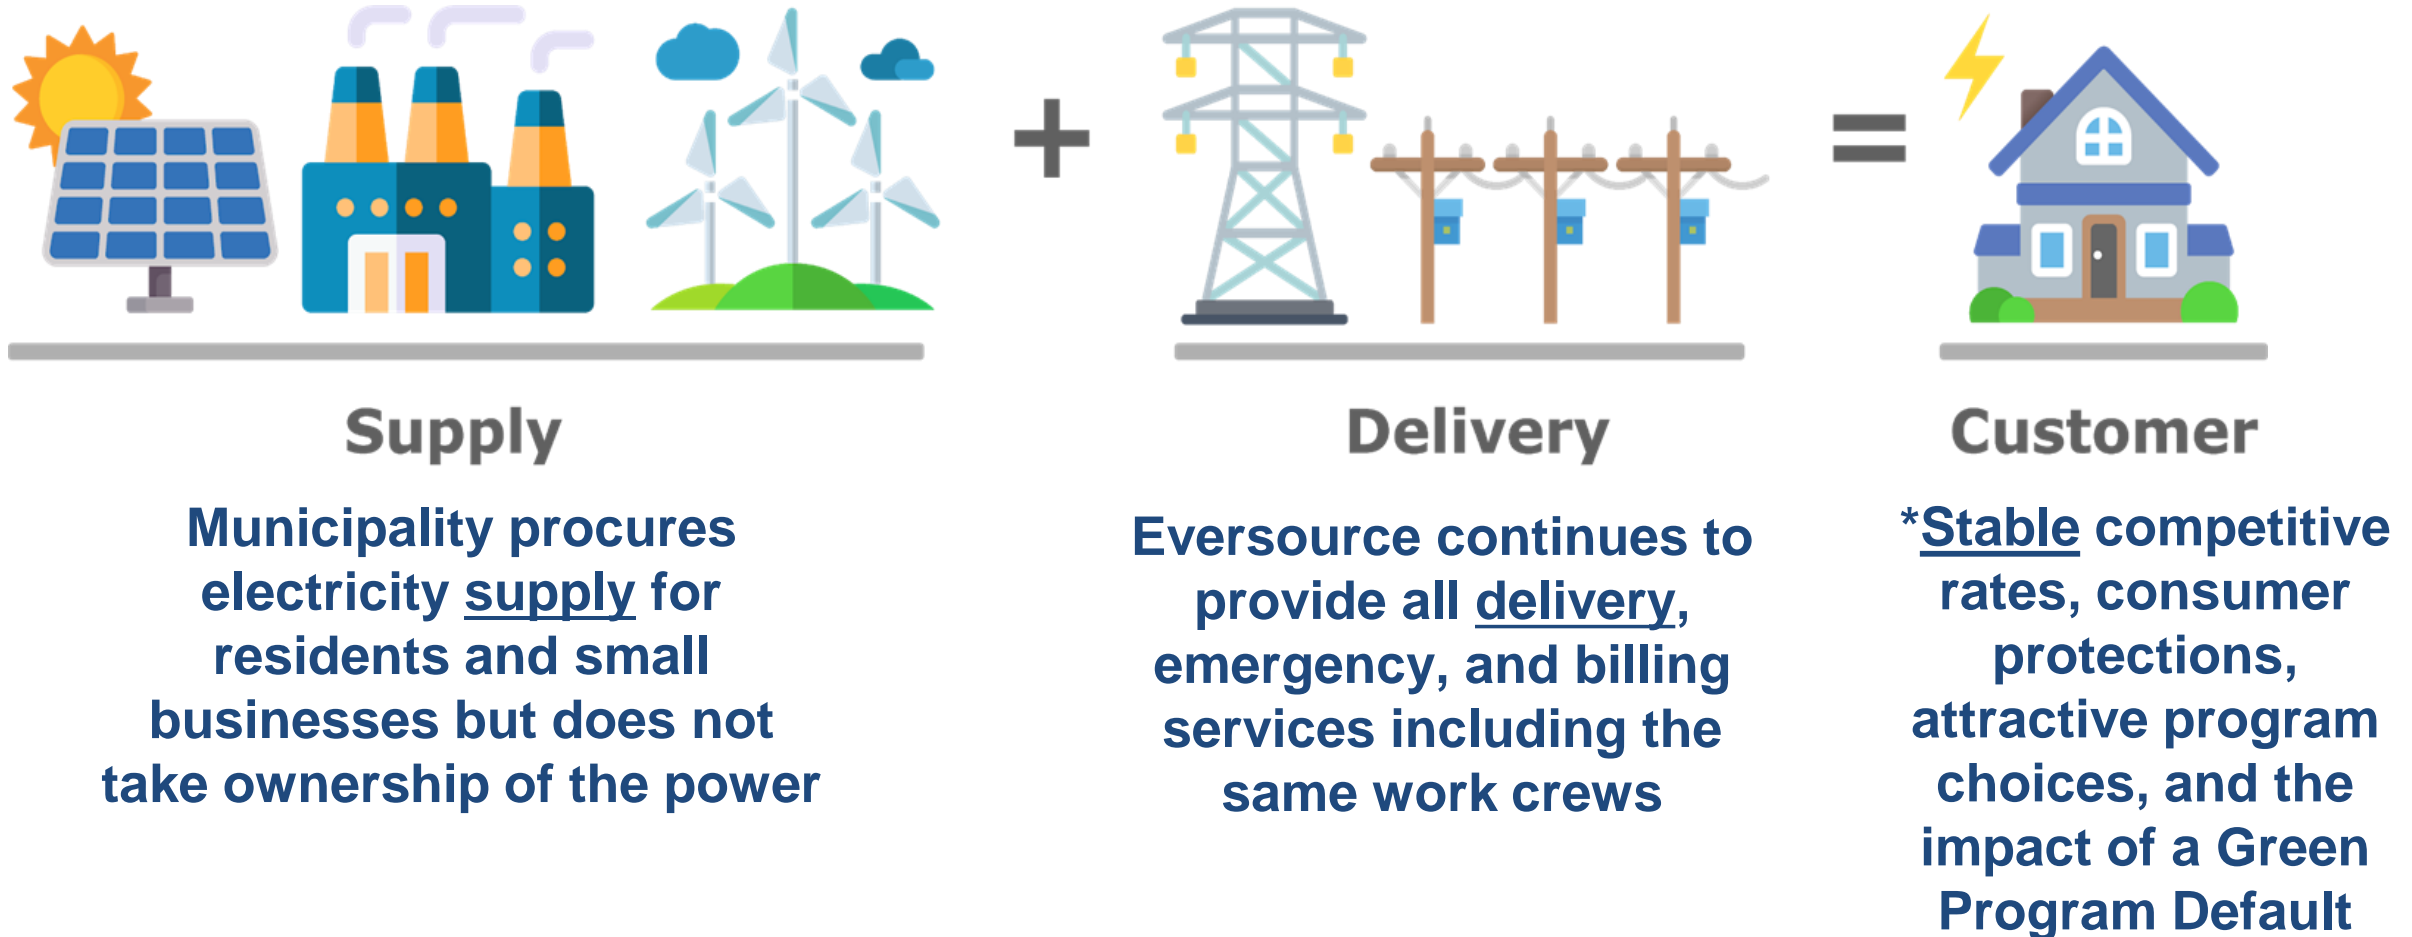 Supply
Municipality procures
electricity supply for
residents and small
businesses but does not
take ownership of the power
Delivery
Eversource continues to
provide all delivery,
emergency, and billing
services including the
same work crews
Customer
*Stable competitive
rates, consumer
protections,
attractive program
choices, and the
impact of a Green
Program Default